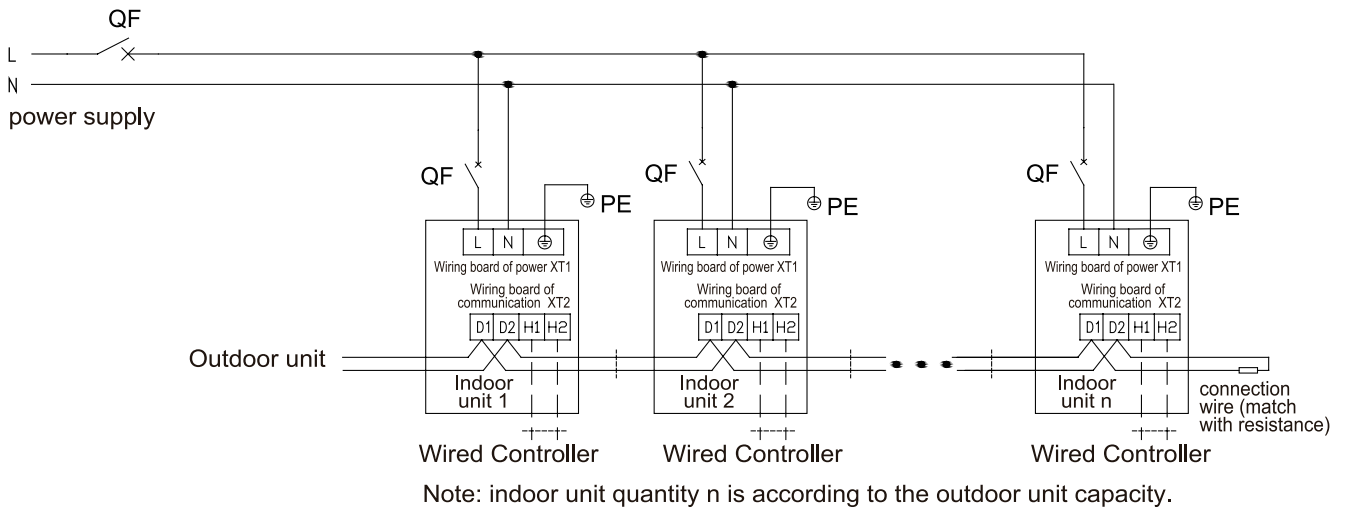 QF
L
N
power supply
QF
QF
QF
PE
PE
PE
L N
L N
L N
Wiring board of power XT1
Wiring board of power XT1
Wiring board of power XT1
Wiring board of
communication XT2
Wiring board of
communication XT2
Wiring board of
communication XT2
D1 D2 H1 H2
D1 D2 H1 H2
D1 D2 H1 H2
Outdoor unit
Indoor
unit 1
Indoor
unit 2
Indoor
unit n
connection
wire (match
with resistance)
Wired Controller
Wired Controller
Wired Controller
Note: indoor unit quantity n is according to the outdoor unit capacity.